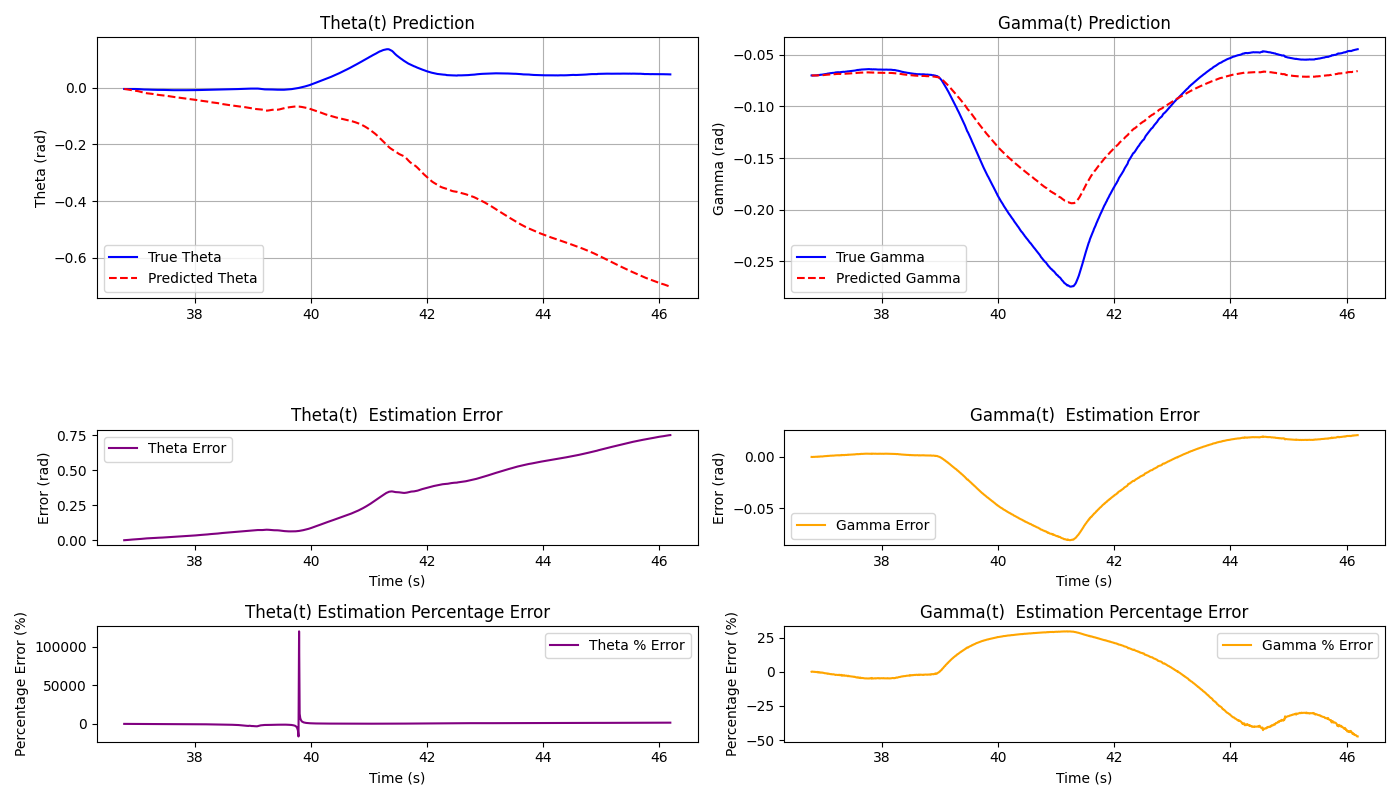 Theta(t) Prediction
Theta (rad)
0.0
−0.2
−0.4
−0.6
True Theta
Predicted Theta
38 40 42 44 46
Gamma(t) Prediction
Gamma (rad)
−0.05
−0.10
−0.15
−0.20
−0.25
True Gamma
Predicted Gamma
38 40 42 44 46
Theta(t)  Estimation Error
Error (rad)
0.75
0.50
0.25
0.00
Theta Error
38 40 42 44 46
Time (s)
Gamma(t)  Estimation Error
Error (rad)
0.00
−0.05
Gamma Error
38 40 42 44 46
Time (s)
Theta(t) Estimation Percentage Error
Percentage Error (%)
100000
50000
0
Theta % Error
38 40 42 44 46
Time (s)
Gamma(t)  Estimation Percentage Error
Percentage Error (%)
25
0
−25
−50
Gamma % Error
38 40 42 44 46
Time (s)